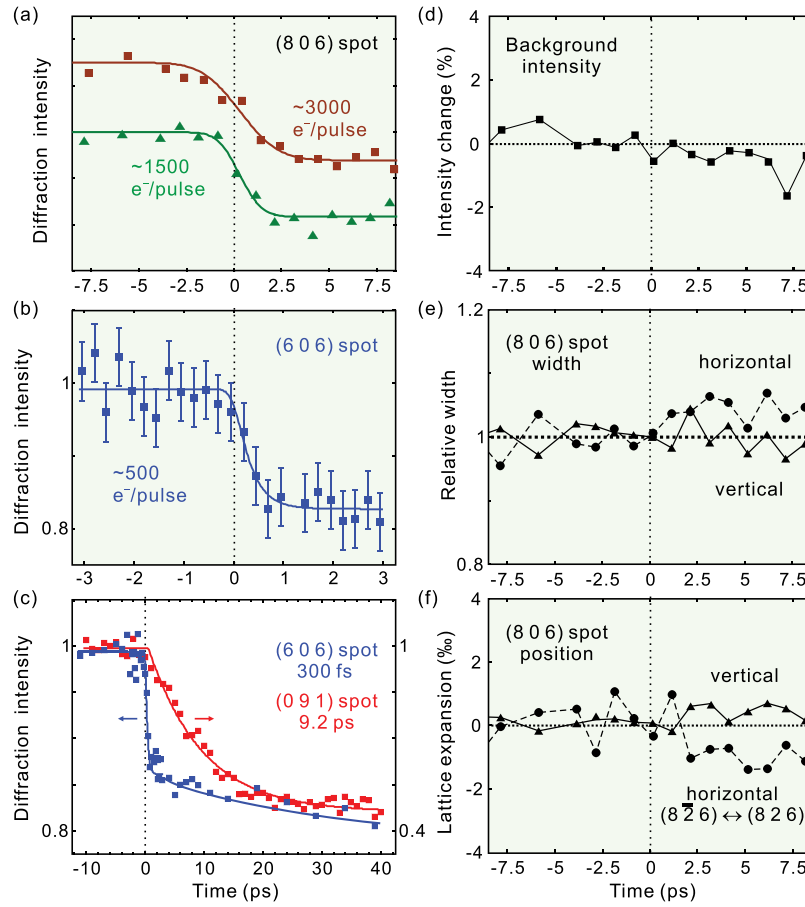 (a)
(8 0 6) spot
~3000
e⁻/pulse
~1500
e⁻/pulse
Diffraction intensity
-7.5 -5 -2.5 0 2.5 5 7.5
(b)
(6 0 6) spot
~500
e⁻/pulse
Diffraction intensity
1
0.8
-3 -2 -1 0 1 2 3
(c)
(6 0 6) spot
300 fs
(0 9 1) spot
9.2 ps
Diffraction intensity
1
0.8
1
0.4
-10 0 10 20 30 40
Time (ps)
(d)
Background
intensity
Intensity change (%)
4
2
0
-2
-4
-7.5 -5 -2.5 0 2.5 5 7.5
(e)
(8 0 6) spot
width
horizontal
vertical
Relative width
1.2
1
0.8
-7.5 -5 -2.5 0 2.5 5 7.5
(f)
(8 0 6) spot
position
vertical
horizontal
(8 2̅ 6) ↔ (8 2 6)
Lattice expansion (‰)
4
2
0
-2
-4
-7.5 -5 -2.5 0 2.5 5 7.5
Time (ps)